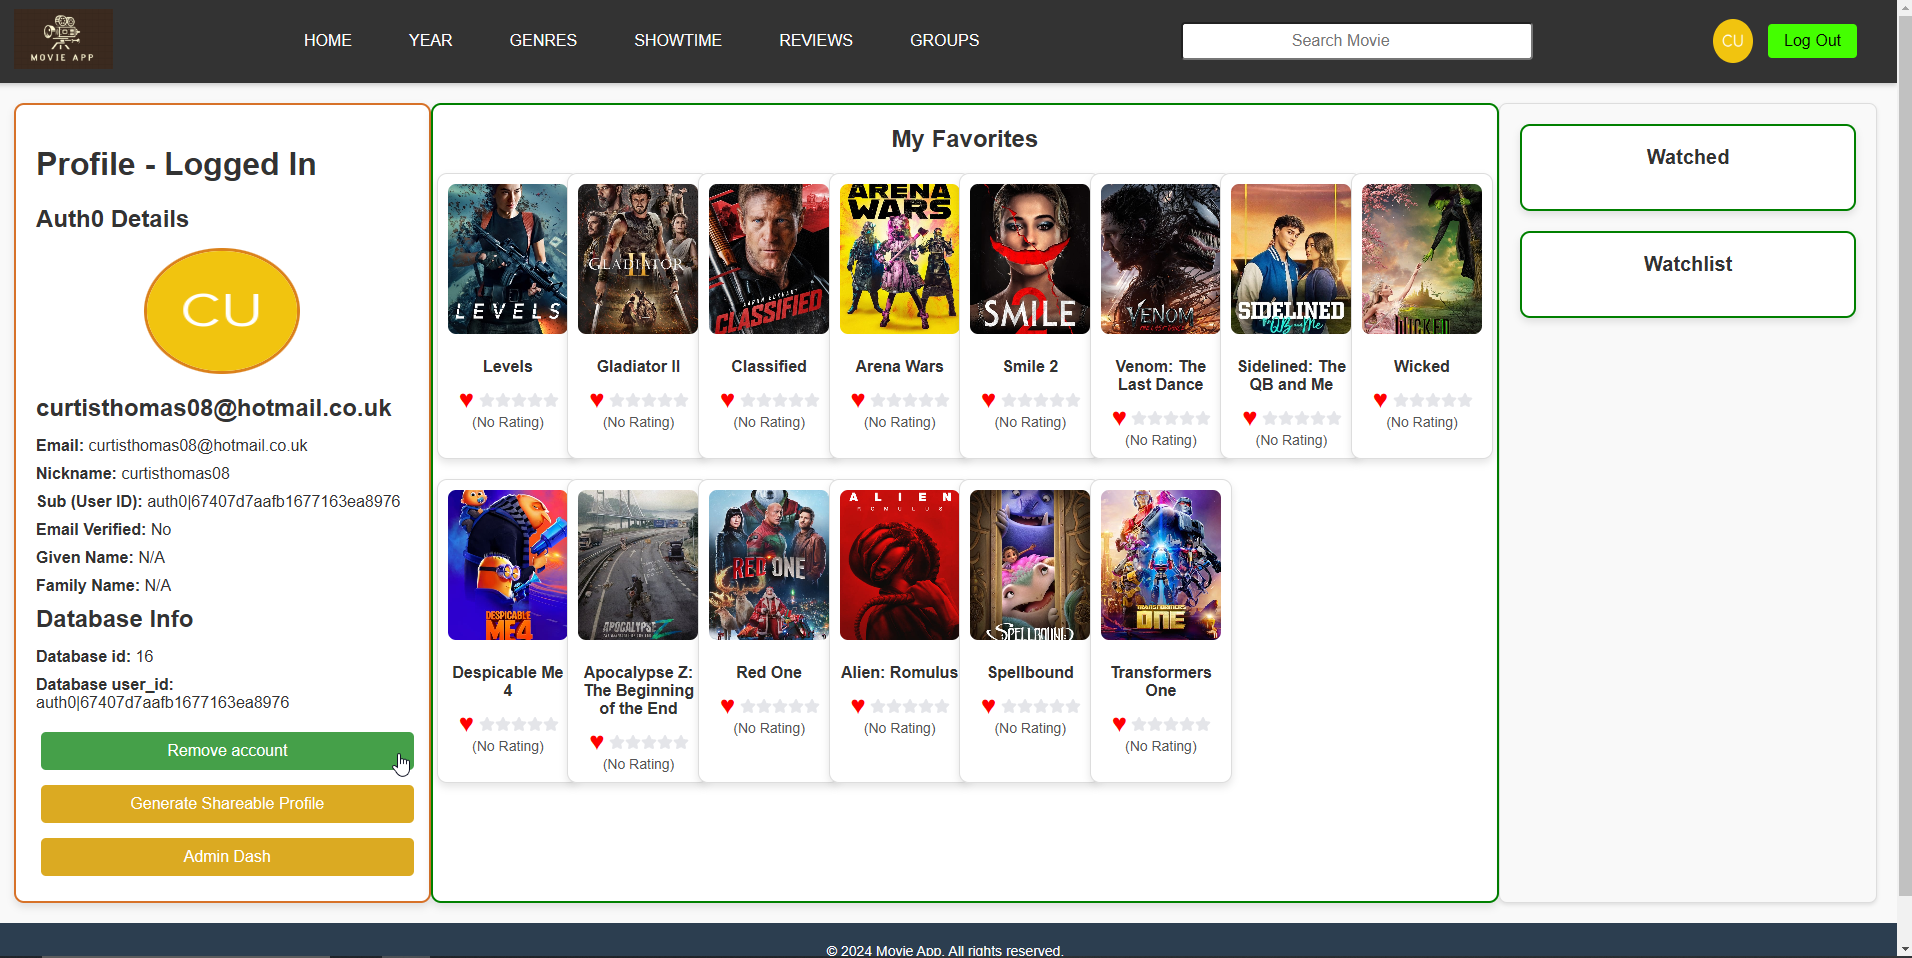 MOVIE APP
HOME
YEAR
GENRES
SHOWTIME
REVIEWS
GROUPS
Search Movie
CU
Log Out
Profile - Logged In
Auth0 Details
CU
curtisthomas08@hotmail.co.uk
Email: curtisthomas08@hotmail.co.uk
Nickname: curtisthomas08
Sub (User ID): auth0|67407d7aafb1677163ea8976
Email Verified: No
Given Name: N/A
Family Name: N/A
Database Info
Database id: 16
Database user_id:
auth0|67407d7aafb1677163ea8976
Remove account
Generate Shareable Profile
Admin Dash
My Favorites
LEVELS
GLADIATOR
II
CLASSIFIED
ARENA
WARS
SMILE
2
VENOM
SIDELINED
QB and Me
WICKED
Levels
Gladiator II
Classified
Arena Wars
Smile 2
Venom: The
Last Dance
Sidelined: The
QB and Me
Wicked
(No Rating)
(No Rating)
(No Rating)
(No Rating)
(No Rating)
(No Rating)
(No Rating)
(No Rating)
DESPICABLE
ME4
APOCALYPSE Z
RED ONE
ALIEN
ROMULUS
SPELLBOUND
TRANSFORMERS
ONE
Despicable Me
4
Apocalypse Z:
The Beginning
of the End
Red One
Alien: Romulus
Spellbound
Transformers
One
(No Rating)
(No Rating)
(No Rating)
(No Rating)
(No Rating)
(No Rating)
Watched
Watchlist
© 2024 Movie App. All rights reserved.